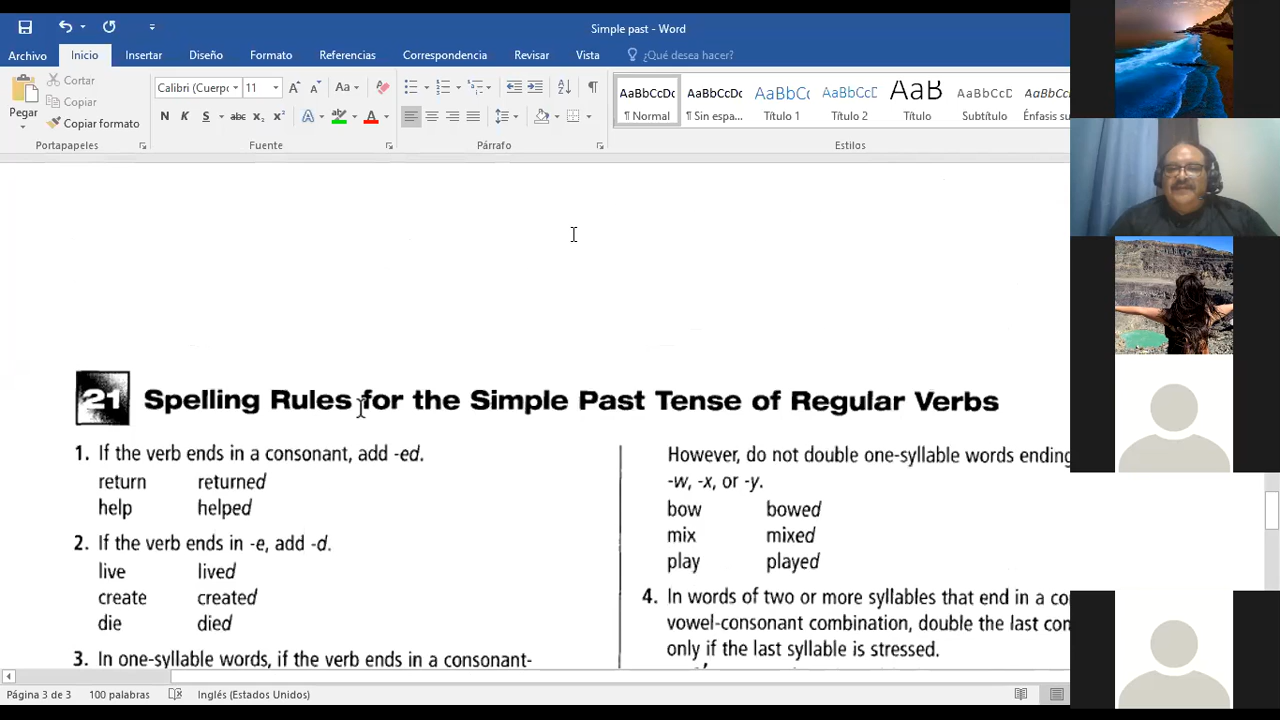 Simple past - Word
Archivo Inicio Insertar Diseño Formato Referencias Correspondencia Revisar Vista ¿Qué desea hacer?
Pegar
Cortar
Copiar
Copiar formato
Portapapeles
Calibri (Cuerpo 11
Aa
N K S abc x₂ x² A A
Fuente
Párrafo
AaBbCcDc AaBbCcDc AaBbCc AaBbCcD AaB AaBbCcD AaBbCcDc
¶ Normal ¶ Sin espa... Título 1 Título 2 Título Subtítulo Énfasis su
Estilos
21 Spelling Rules for the Simple Past Tense of Regular Verbs
1. If the verb ends in a consonant, add -ed.
return returned
help helped
2. If the verb ends in -e, add -d.
live lived
create created
die died
3. In one-syllable words, if the verb ends in a consonant-
However, do not double one-syllable words ending
-w, -x, or -y.
bow bowed
mix mixed
play played
4. In words of two or more syllables that end in a co
vowel-consonant combination, double the last con
only if the last syllable is stressed.
Página 3 de 3 100 palabras Inglés (Estados Unidos)